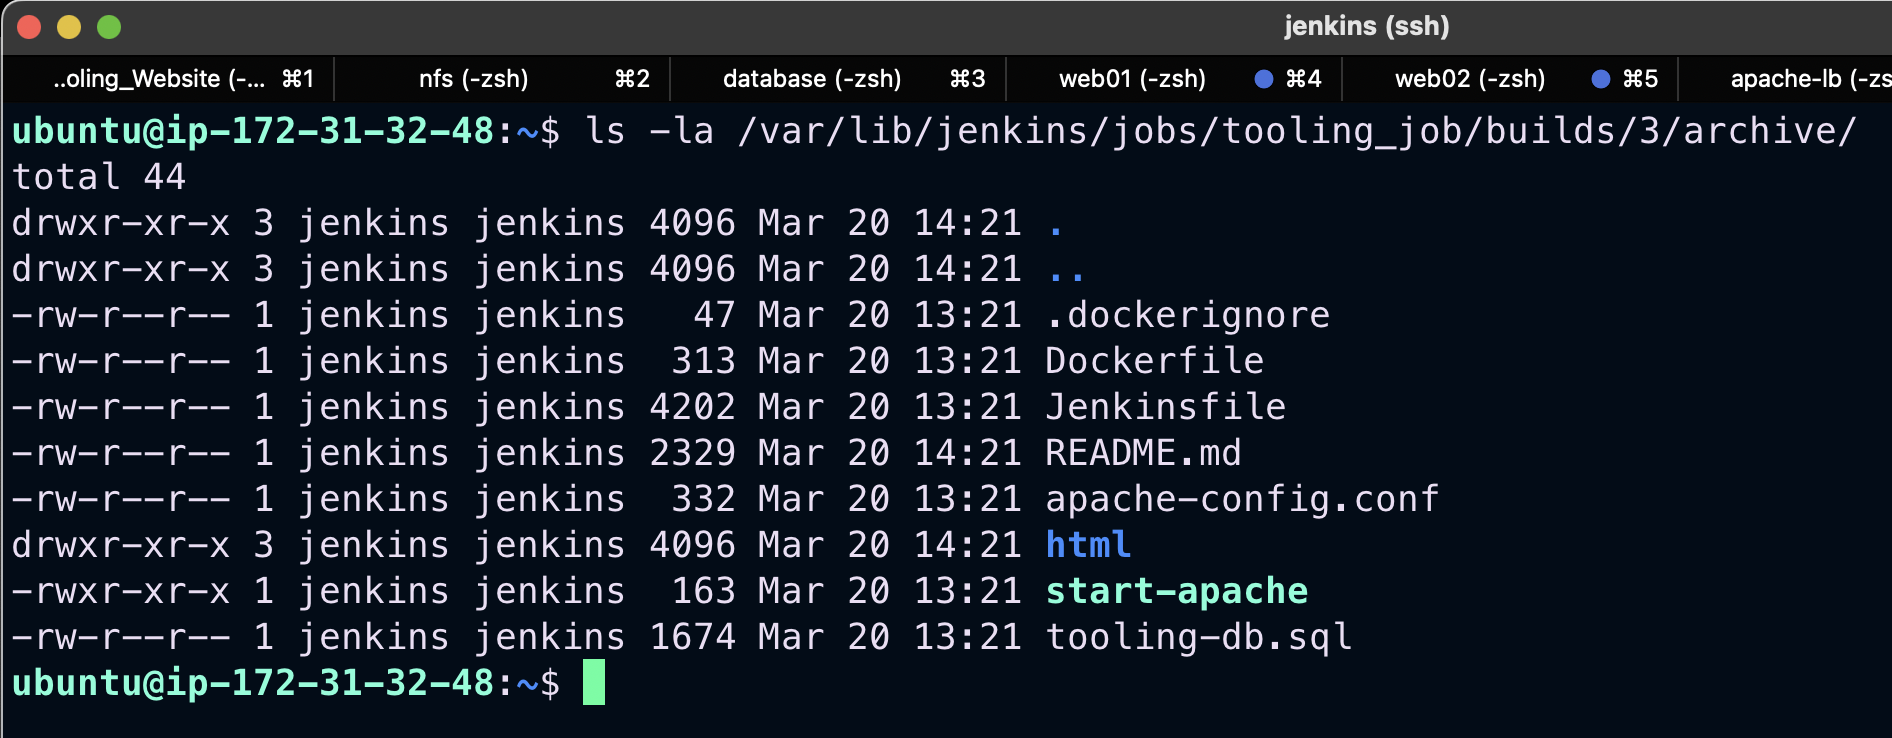 jenkins (ssh)
..oling_Website (-... ⌘1 nfs (-zsh) ⌘2 database (-zsh) ⌘3 web01 (-zsh) ⌘4 web02 (-zsh) ⌘5 apache-lb (-zs
ubuntu@ip-172-31-32-48:~$ ls -la /var/lib/jenkins/jobs/tooling_job/builds/3/archive/
total 44
drwxr-xr-x 3 jenkins jenkins 4096 Mar 20 14:21 .
drwxr-xr-x 3 jenkins jenkins 4096 Mar 20 14:21 ..
-rw-r--r-- 1 jenkins jenkins   47 Mar 20 13:21 .dockerignore
-rw-r--r-- 1 jenkins jenkins  313 Mar 20 13:21 Dockerfile
-rw-r--r-- 1 jenkins jenkins 4202 Mar 20 13:21 Jenkinsfile
-rw-r--r-- 1 jenkins jenkins 2329 Mar 20 14:21 README.md
-rw-r--r-- 1 jenkins jenkins  332 Mar 20 13:21 apache-config.conf
drwxr-xr-x 3 jenkins jenkins 4096 Mar 20 14:21 html
-rwxr-xr-x 1 jenkins jenkins  163 Mar 20 13:21 start-apache
-rw-r--r-- 1 jenkins jenkins 1674 Mar 20 13:21 tooling-db.sql
ubuntu@ip-172-31-32-48:~$